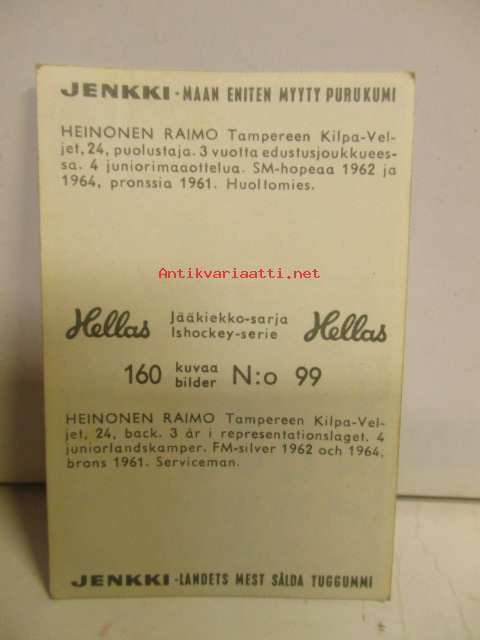 JENKKI - MAAN ENITEN MYYTY PURUKUMI
HEINONEN RAIMO Tampereen Kilpa-Vel-
jet, 24, puolustaja. 3 vuotta edustusjoukkuees-
sa. 4 juniorimaaottelua. SM-hopeaa 1962 ja
1964, pronssia 1961. Huoltomies.
Antikvariaatti.net
Hellas Jääkiekko-sarja Hellas
Ishockey-serie
160 kuvaa N:o 99
bilder
HEINONEN RAIMO Tampereen Kilpa-Vel-
jet, 24, back. 3 år i representationslaget. 4
juniorlandskamper. FM-silver 1962 och 1964,
brons 1961. Serviceman.
JENKKI - LANDETS MEST SÅLDA TUGGUMMI